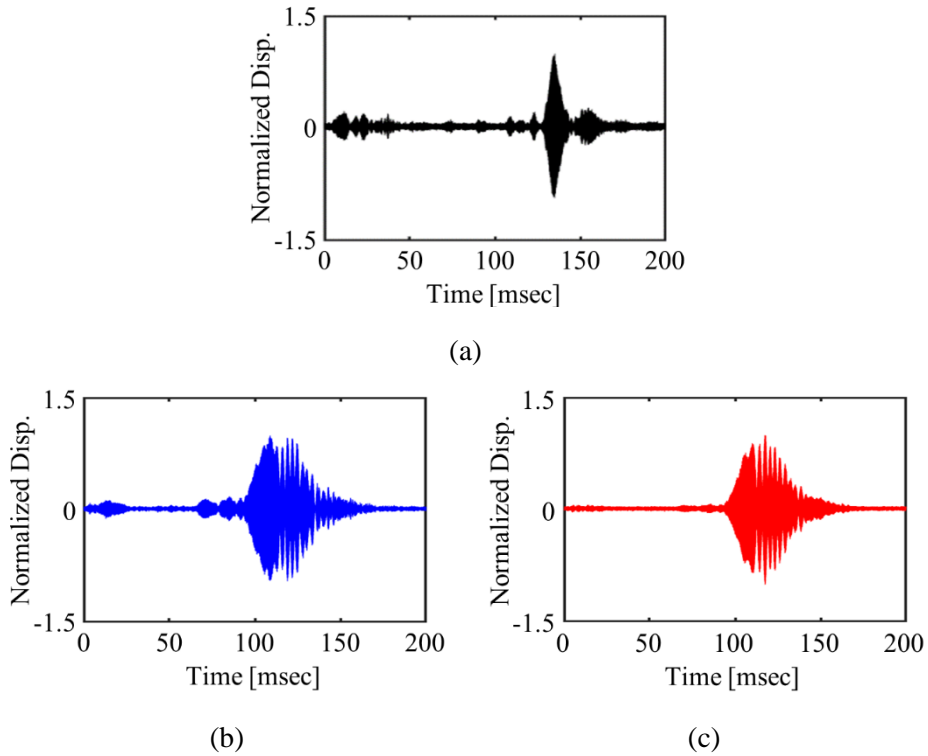 1.5
Normalized Disp.
0
-1.5
0 50 100 150 200
Time [msec]
(a)
1.5
Normalized Disp.
0
-1.5
0 50 100 150 200
Time [msec]
(b)
1.5
Normalized Disp.
0
-1.5
0 50 100 150 200
Time [msec]
(c)